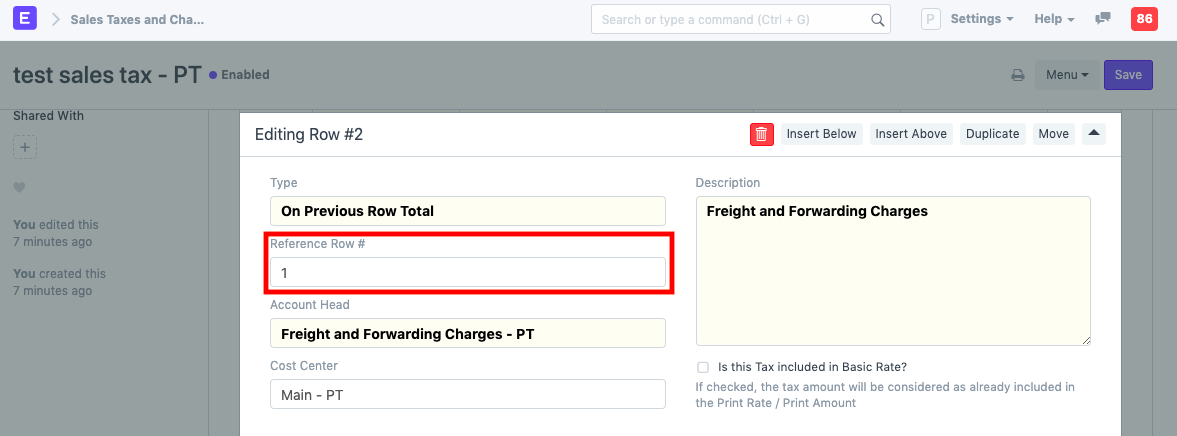 E
Sales Taxes and Cha...
Search or type a command (Ctrl + G)
P
Settings
Help
86
test sales tax - PT
Enabled
Menu
Save
Shared With
+
You edited this
7 minutes ago
You created this
7 minutes ago
Editing Row #2
Insert Below
Insert Above
Duplicate
Move
Type
On Previous Row Total
Reference Row #
1
Account Head
Freight and Forwarding Charges - PT
Cost Center
Main - PT
Description
Freight and Forwarding Charges
Is this Tax included in Basic Rate?
If checked, the tax amount will be considered as already included in
the Print Rate / Print Amount